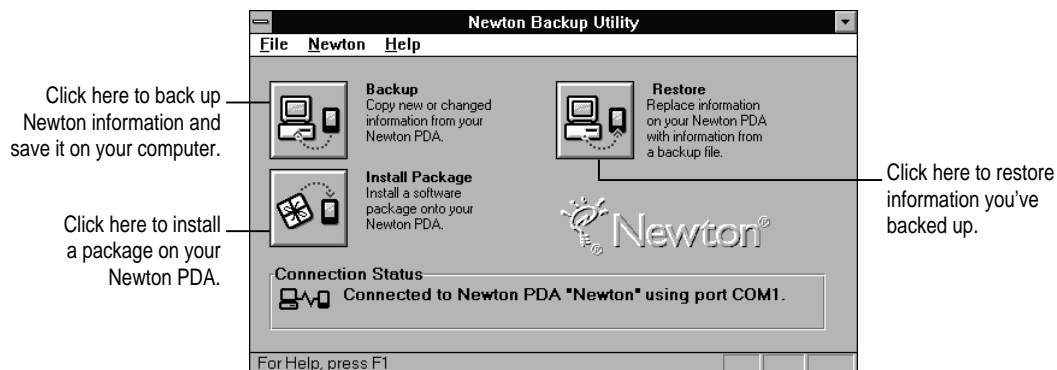 Newton Backup Utility
File Newton Help
Click here to back up
Newton information and
save it on your computer.
Backup
Copy new or changed
information from your
Newton PDA.
Restore
Replace information
on your Newton PDA
with information from
a backup file.
Click here to restore
information you've
backed up.
Click here to install
a package on your
Newton PDA.
Install Package
Install a software
package onto your
Newton PDA.
Newton®
Connection Status
Connected to Newton PDA "Newton" using port COM1.
For Help, press F1